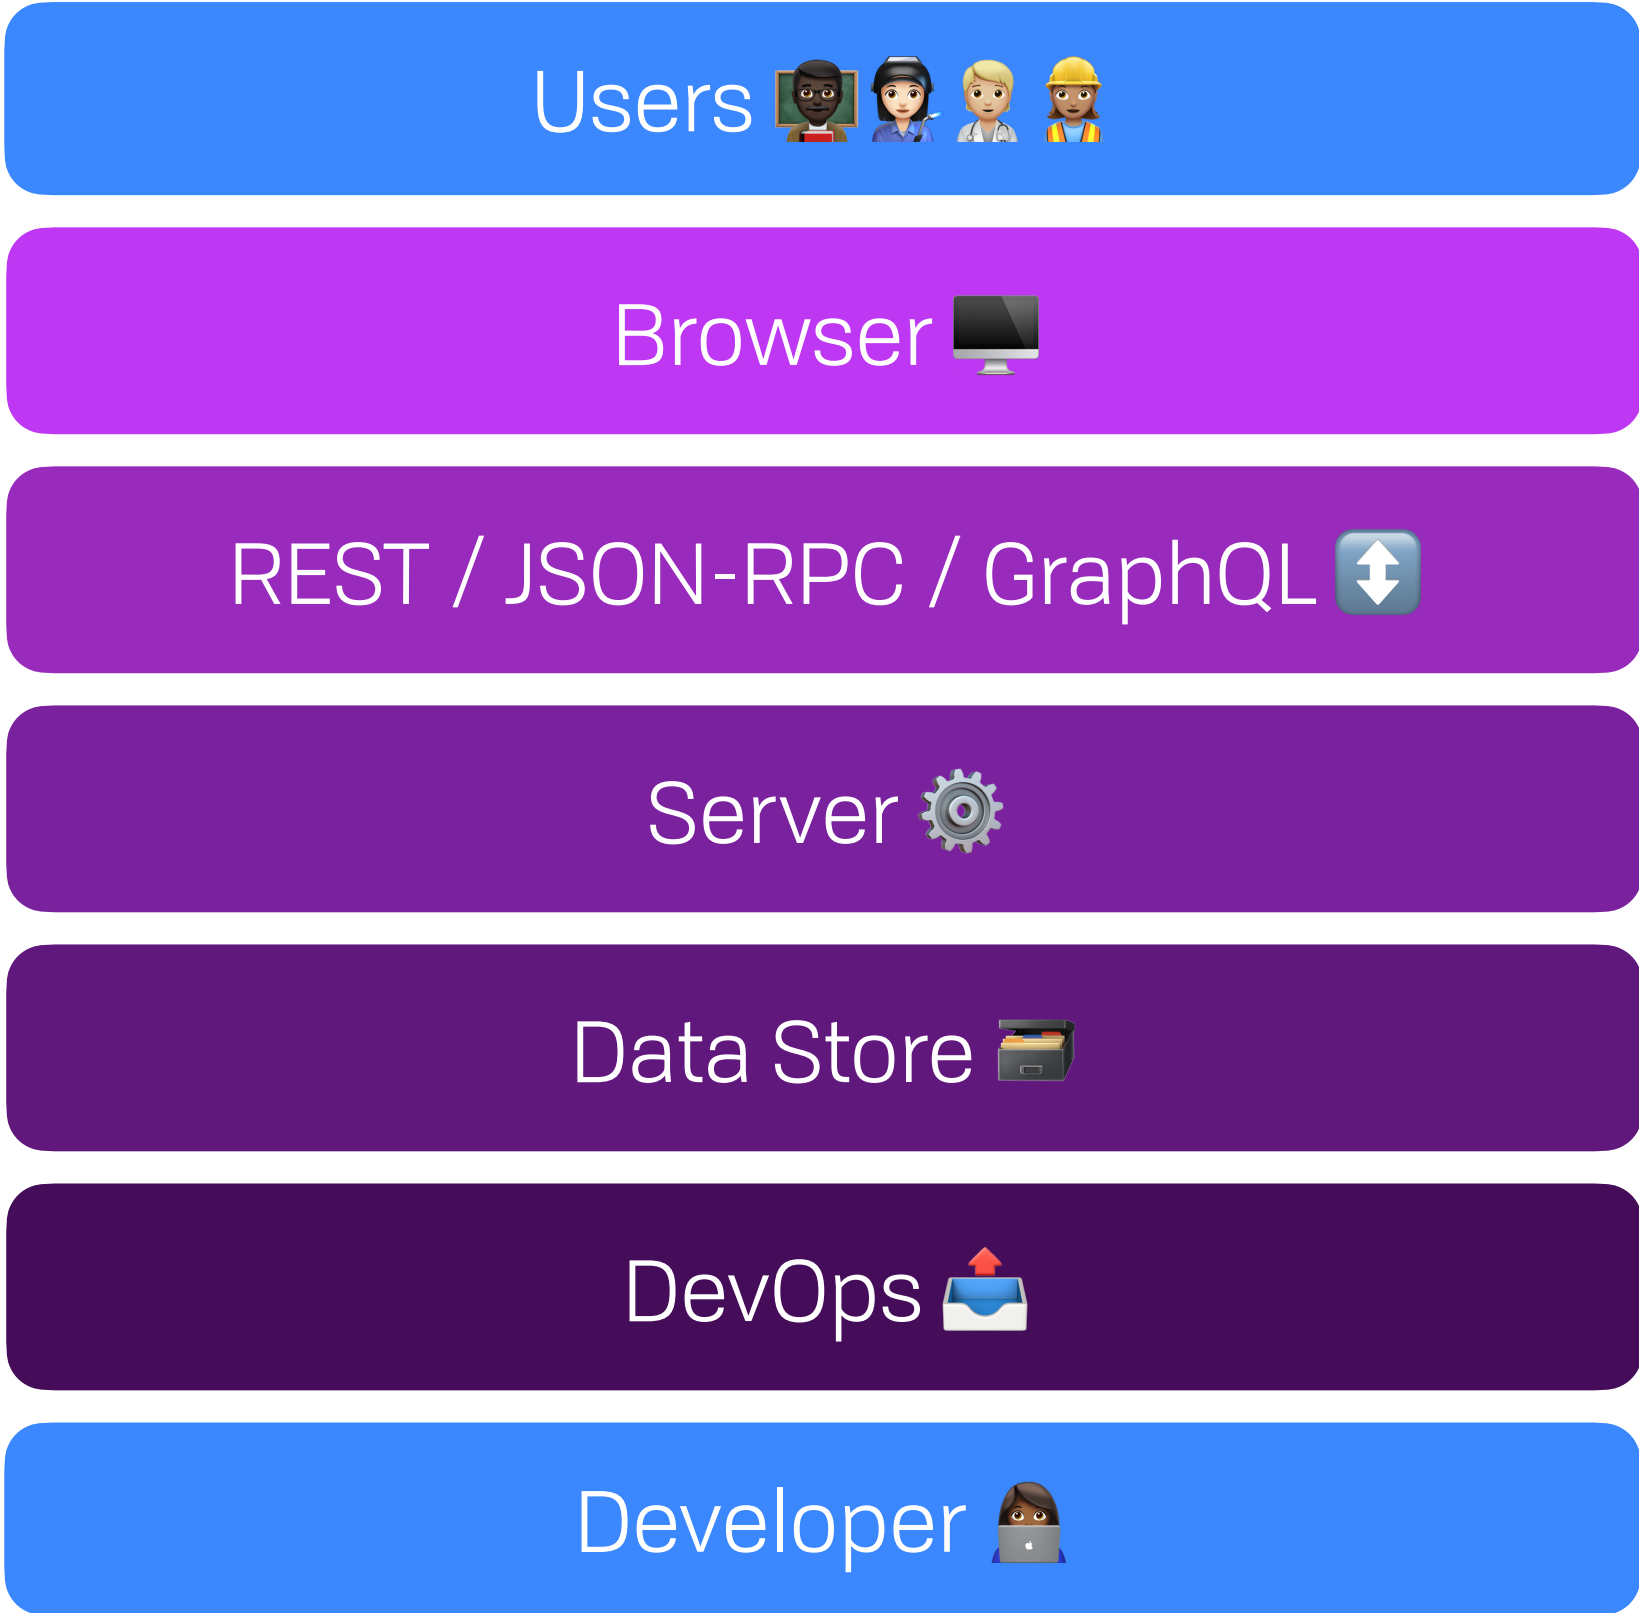 Users 👨🏿‍🏫 👩🏻‍🏭 🧑🏼‍⚕️ 👷🏽‍♀️
Browser 🖥️
REST / JSON-RPC / GraphQL ↕️
Server ⚙️
Data Store 🗃️
DevOps 📤
Developer 👩🏾‍💻